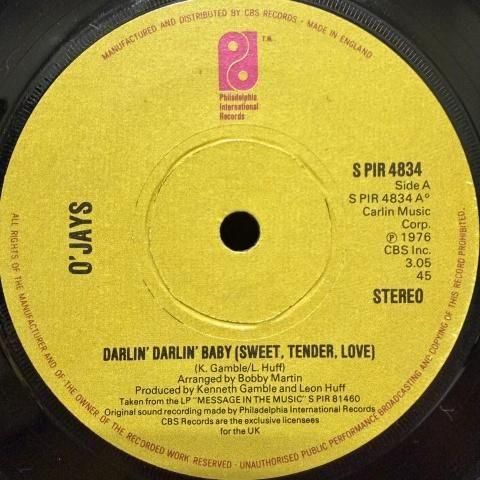 MANUFACTURED AND DISTRIBUTED BY CBS RECORDS - MADE IN ENGLAND
T.M.
Philadelphia
International
Records
O'JAYS
S PIR 4834
Side A
S PIR 4834 A°
Carlin Music
Corp.
℗ 1976
CBS Inc.
3.05
45
STEREO
DARLIN' DARLIN' BABY (SWEET, TENDER, LOVE)
(K. Gamble/L. Huff)
Arranged by Bobby Martin
Produced by Kenneth Gamble and Leon Huff
Taken from the LP "MESSAGE IN THE MUSIC" S PIR 81460
Original sound recording made by Philadelphia International Records
CBS Records are the exclusive licensees
for the UK
ALL RIGHTS OF THE MANUFACTURER AND OF THE OWNER OF THE RECORDED WORK RESERVED - UNAUTHORISED PUBLIC PERFORMANCE BROADCASTING AND COPYING OF THIS RECORD PROHIBITED.